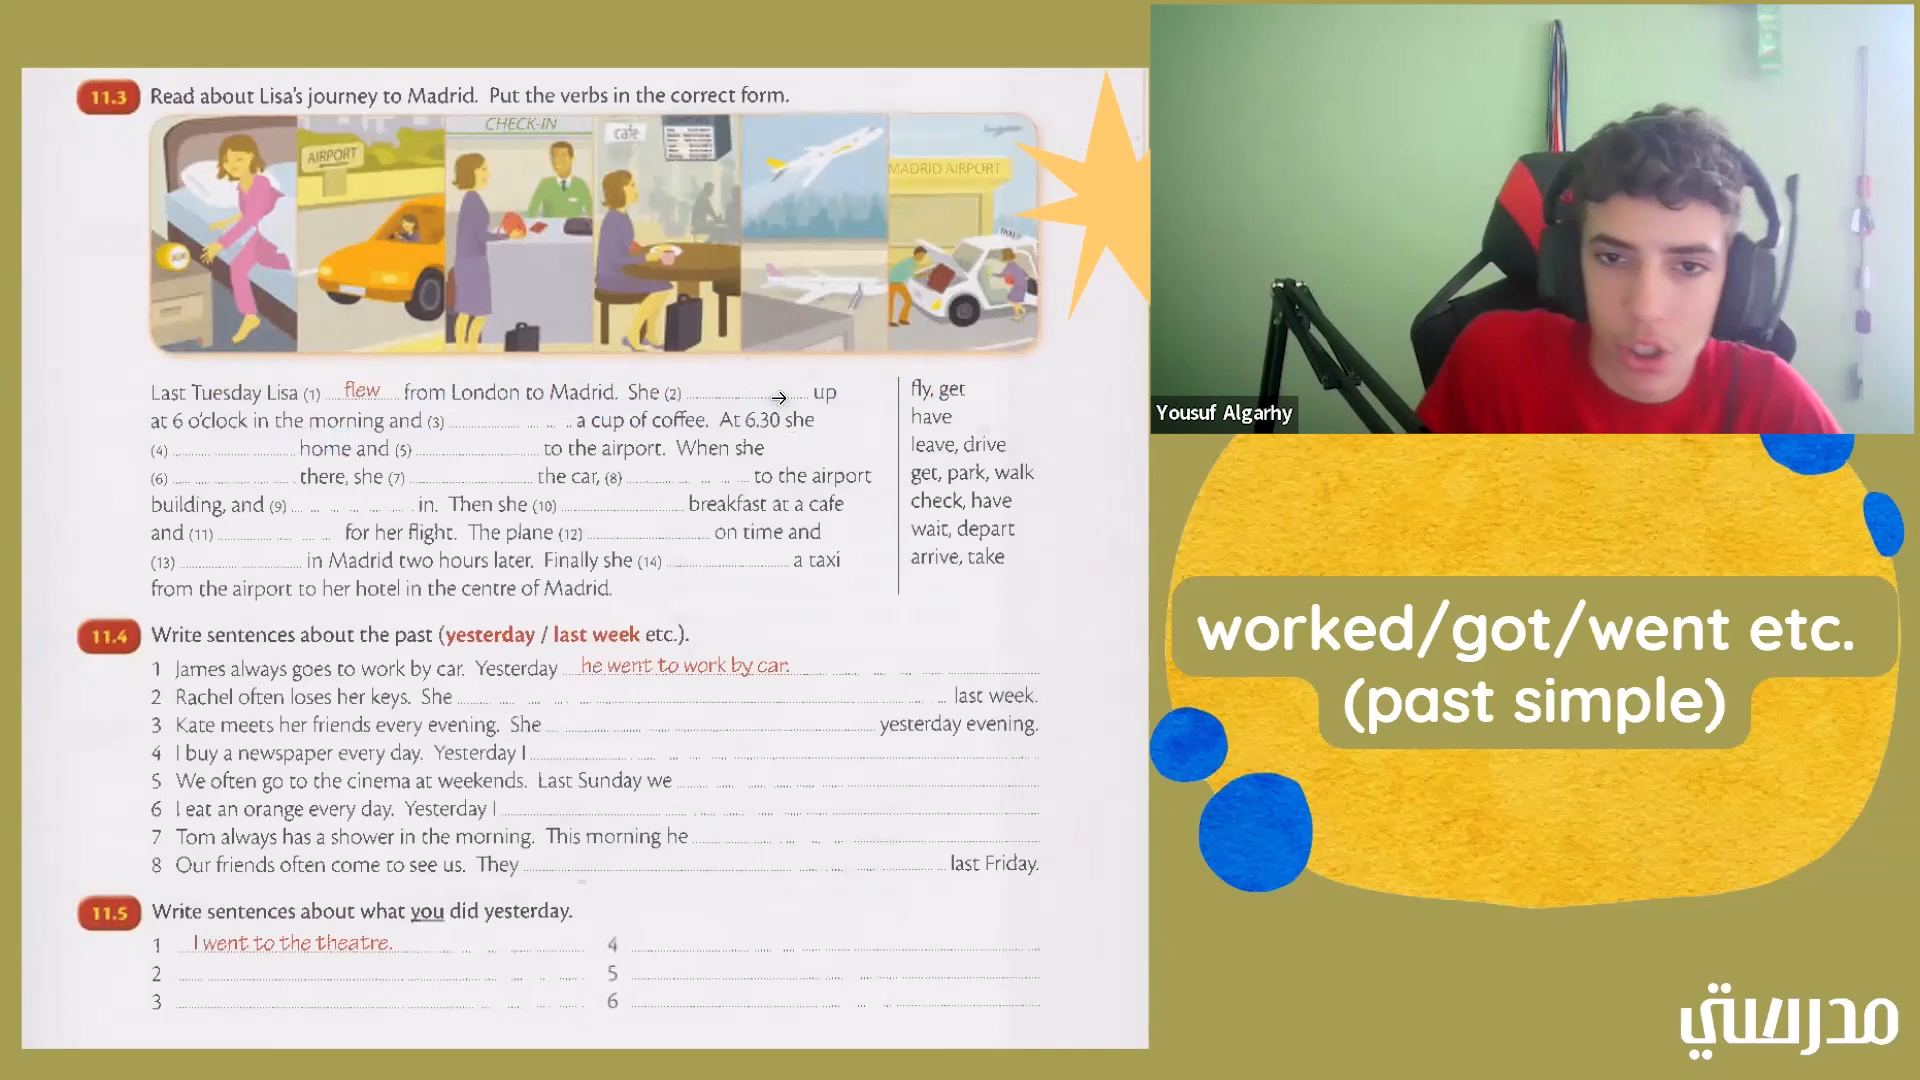 11.3 Read about Lisa's journey to Madrid. Put the verbs in the correct form.
CHECK-IN
AIRPORT
cafe
MADRID AIRPORT
TAXI
Last Tuesday Lisa (1) flew from London to Madrid. She (2) up
at 6 o'clock in the morning and (3) a cup of coffee. At 6.30 she
(4) home and (5) to the airport. When she
(6) there, she (7) the car, (8) to the airport
building, and (9) in. Then she (10) breakfast at a cafe
and (11) for her flight. The plane (12) on time and
(13) in Madrid two hours later. Finally she (14) a taxi
from the airport to her hotel in the centre of Madrid.
fly, get
have
leave, drive
get, park, walk
check, have
wait, depart
arrive, take
11.4 Write sentences about the past (yesterday / last week etc.).
1 James always goes to work by car. Yesterday he went to work by car.
2 Rachel often loses her keys. She last week.
3 Kate meets her friends every evening. She yesterday evening.
4 I buy a newspaper every day. Yesterday I
5 We often go to the cinema at weekends. Last Sunday we
6 I eat an orange every day. Yesterday I
7 Tom always has a shower in the morning. This morning he
8 Our friends often come to see us. They last Friday.
11.5 Write sentences about what you did yesterday.
1 I went to the theatre.
2
3
4
5
6
Yousuf Algarhy
worked/got/went etc.
(past simple)
مدرستي